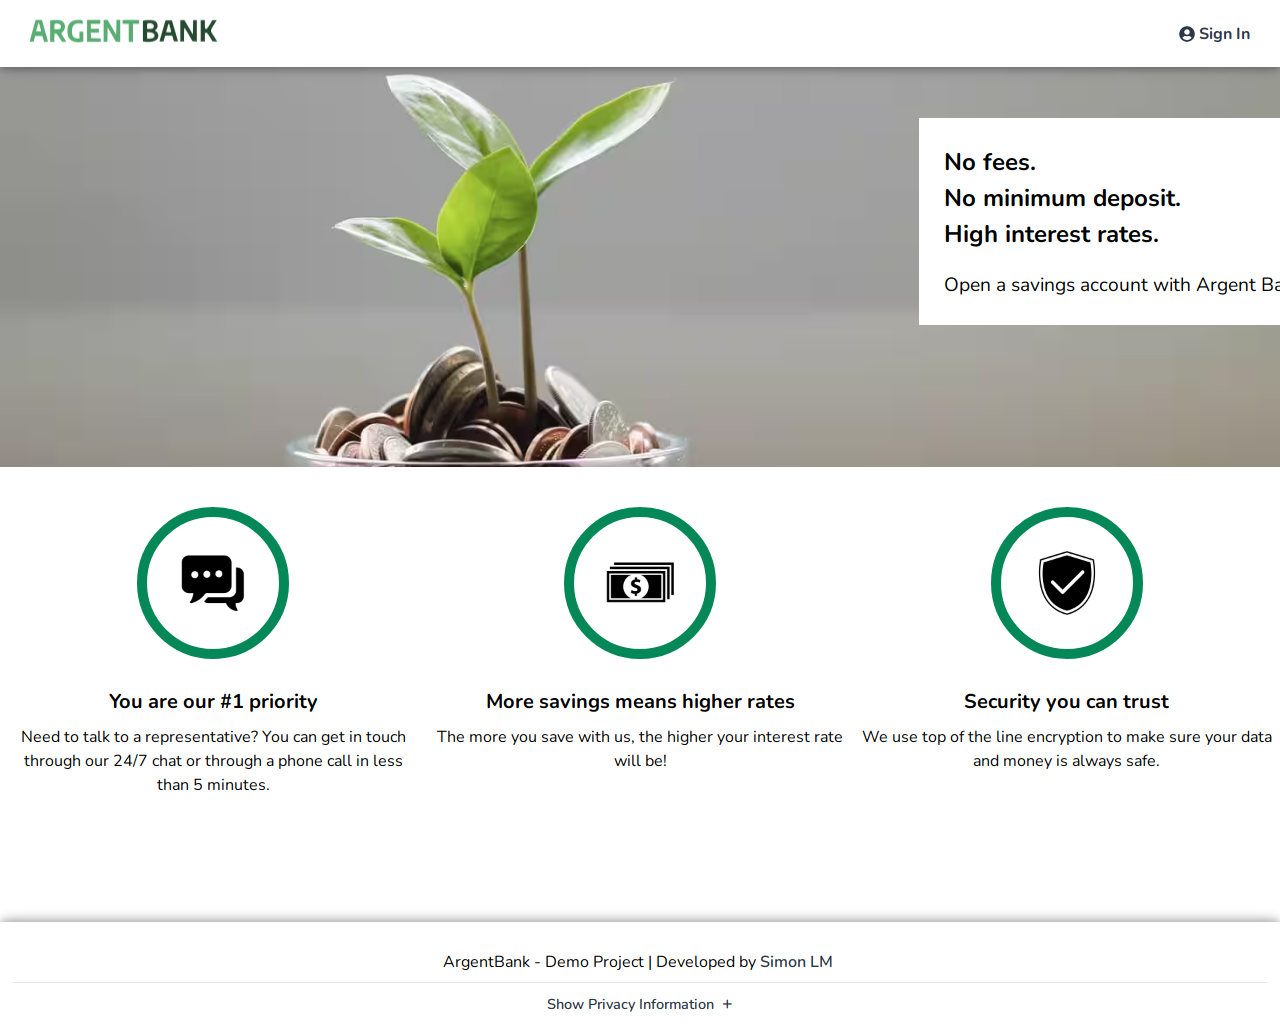 ARGENTBANK
Sign In
No fees.
No minimum deposit.
High interest rates.
Open a savings account with Argent
You are our #1 priority
Need to talk to a representative? You can get in touch
through our 24/7 chat or through a phone call in less
than 5 minutes.
More savings means higher rates
The more you save with us, the higher your interest rate
will be!
Security you can trust
We use top of the line encryption to make sure your data
and money is always safe.
ArgentBank - Demo Project | Developed by Simon LM
Show Privacy Information +